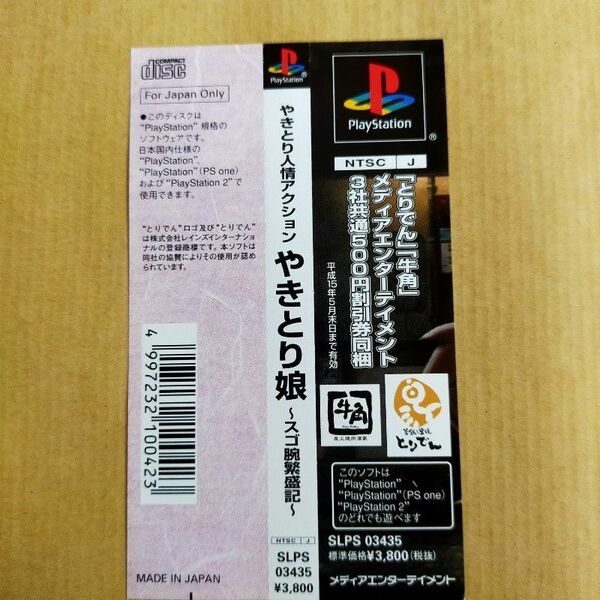 COMPACT
disc
For Japan Only
●このディスクは
"PlayStation" 規格の
ソフトウェアです。
日本国内仕様の
"PlayStation"、
"PlayStation"(PS one)
および"PlayStation 2"で
使用できます。
"とりでん"ロゴ及び"とりでん"
は株式会社レインズインターナショ
ナルの登録商標です。本ソフトは
同社の協賛によりその使用が認め
られています。
4 997232 100423
MADE IN JAPAN
PlayStation
やきとり人情アクション やきとり娘 ～スゴ腕繁盛記～
NTSC J
SLPS
03435
¥3,800
PlayStation
®
NTSC J
「とりでん」「牛角」
メディアエンターテイメント
3社共通500円割引券同梱
平成15年5月末日まで有効
牛角
炭火焼肉酒家
とりでん
このソフトは
"PlayStation"、
"PlayStation"(PS one)
"PlayStation 2"
のどれでも遊べます
SLPS 03435
標準価格¥3,800(税抜)
メディアエンターテイメント